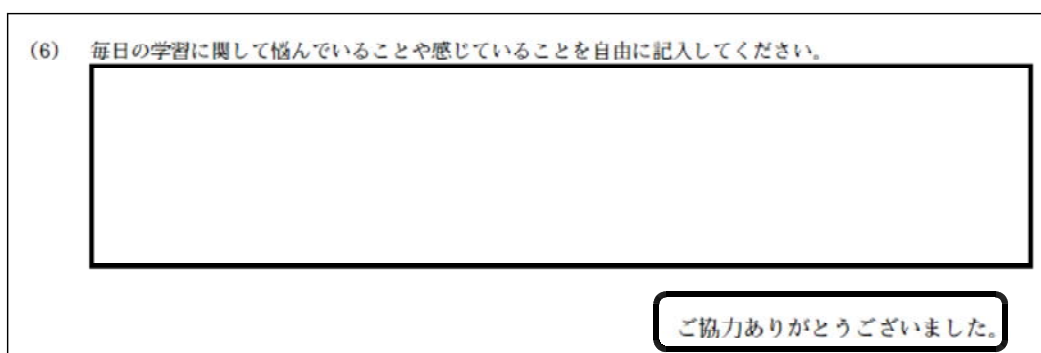 (6) 毎日の学習に関して悩んでいることや感じていることを自由に記入してください。
ご協力ありがとうございました。